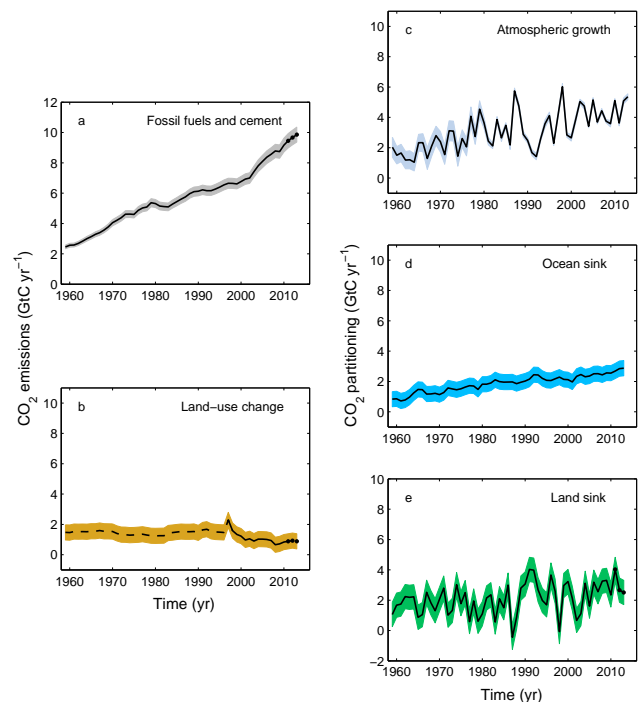 a Fossil fuels and cement
12
10
8
6
4
2
0
1960 1970 1980 1990 2000 2010
CO2 emissions (GtC yr−1)
b Land−use change
10
8
6
4
2
0
1960 1970 1980 1990 2000 2010
Time (yr)
c Atmospheric growth
10
8
6
4
2
0
1960 1970 1980 1990 2000 2010
CO2 partitioning (GtC yr−1)
d Ocean sink
10
8
6
4
2
0
1960 1970 1980 1990 2000 2010
e Land sink
10
8
6
4
2
0
−2
1960 1970 1980 1990 2000 2010
Time (yr)